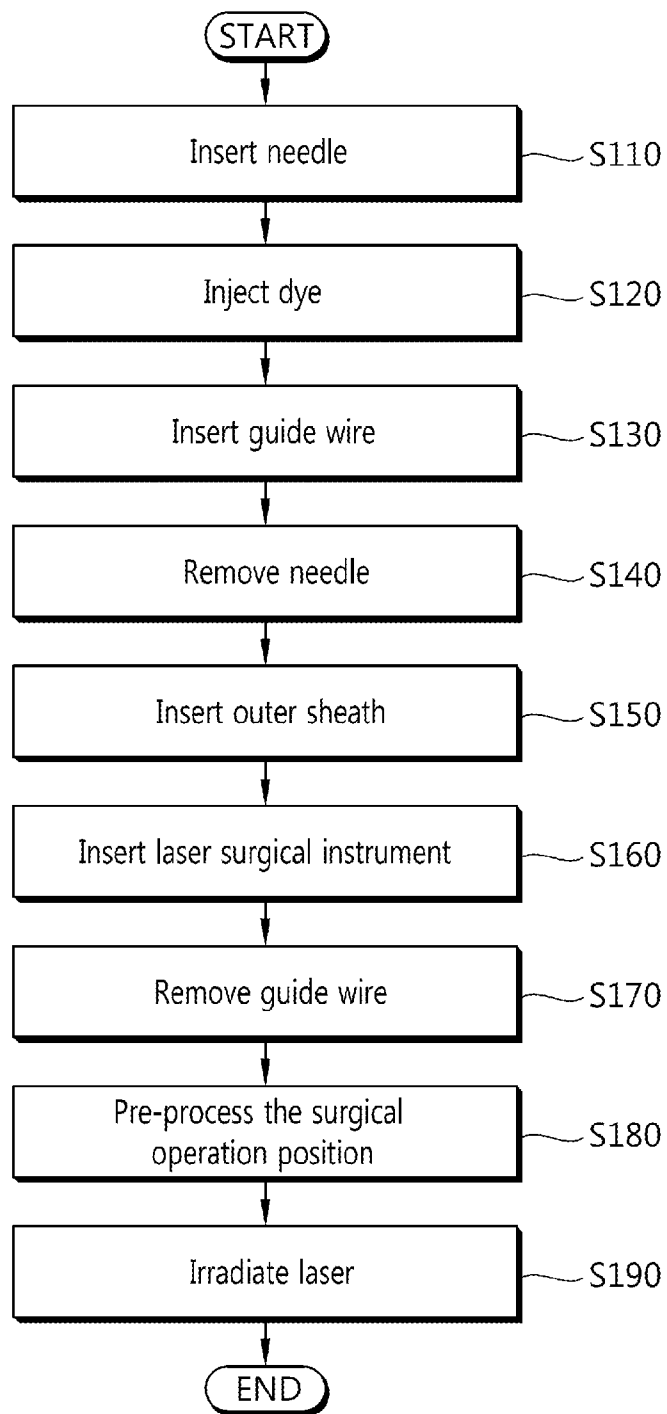 START
Insert needle
S110
Inject dye
S120
Insert guide wire
S130
Remove needle
S140
Insert outer sheath
S150
Insert laser surgical instrument
S160
Remove guide wire
S170
Pre-process the surgical
operation position
S180
Irradiate laser
S190
END